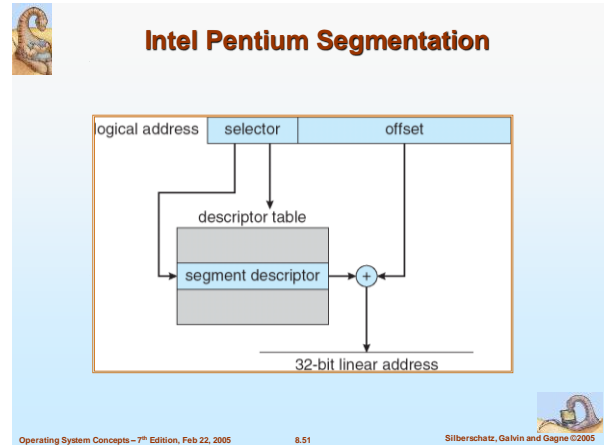 Intel Pentium Segmentation
logical address selector offset
descriptor table
segment descriptor +
32-bit linear address
Operating System Concepts – 7th Edition, Feb 22, 2005 8.51 Silberschatz, Galvin and Gagne ©2005